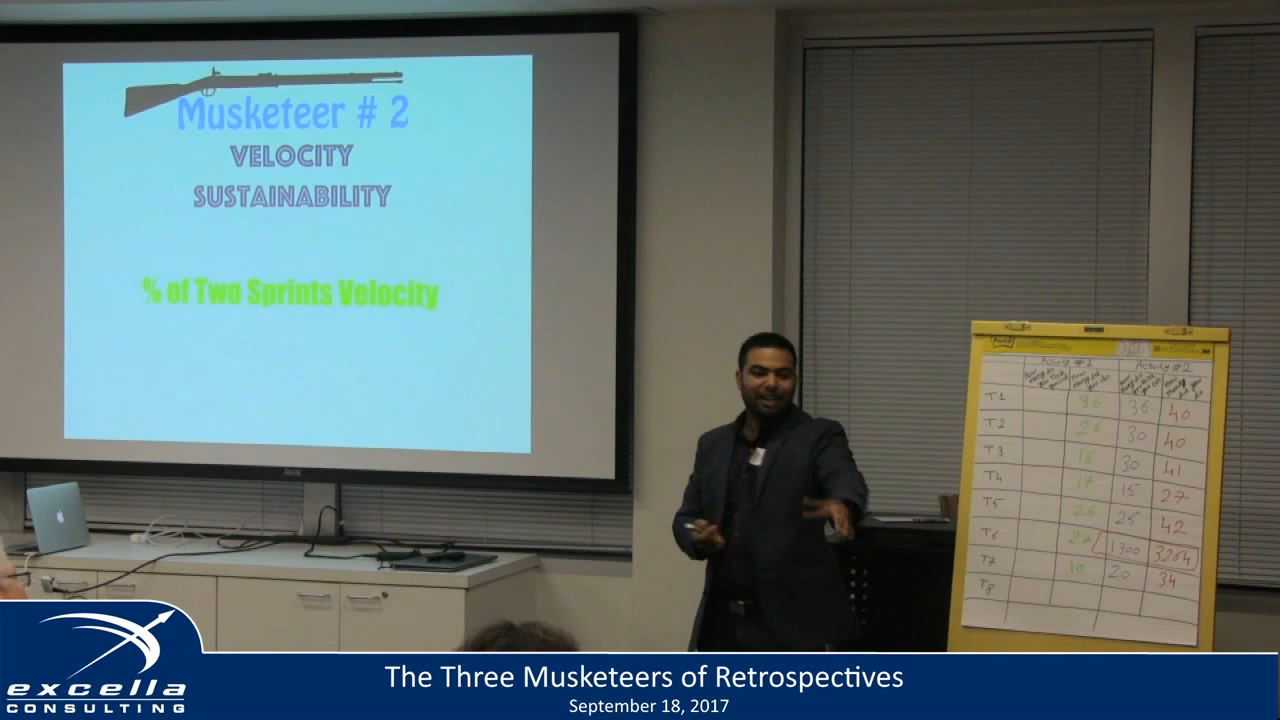 Musketeer # 2
VELOCITY
SUSTAINABILITY
% of Two Sprints Velocity
Activity #1 Activity #2
T1 36 36 40
T2 26 30 40
T3 16 30 41
T4 17 15 27
T5 26 25 42
T6 27 1300 3264
T7 10 20 34
T8
excella
CONSULTING
The Three Musketeers of Retrospectives
September 18, 2017